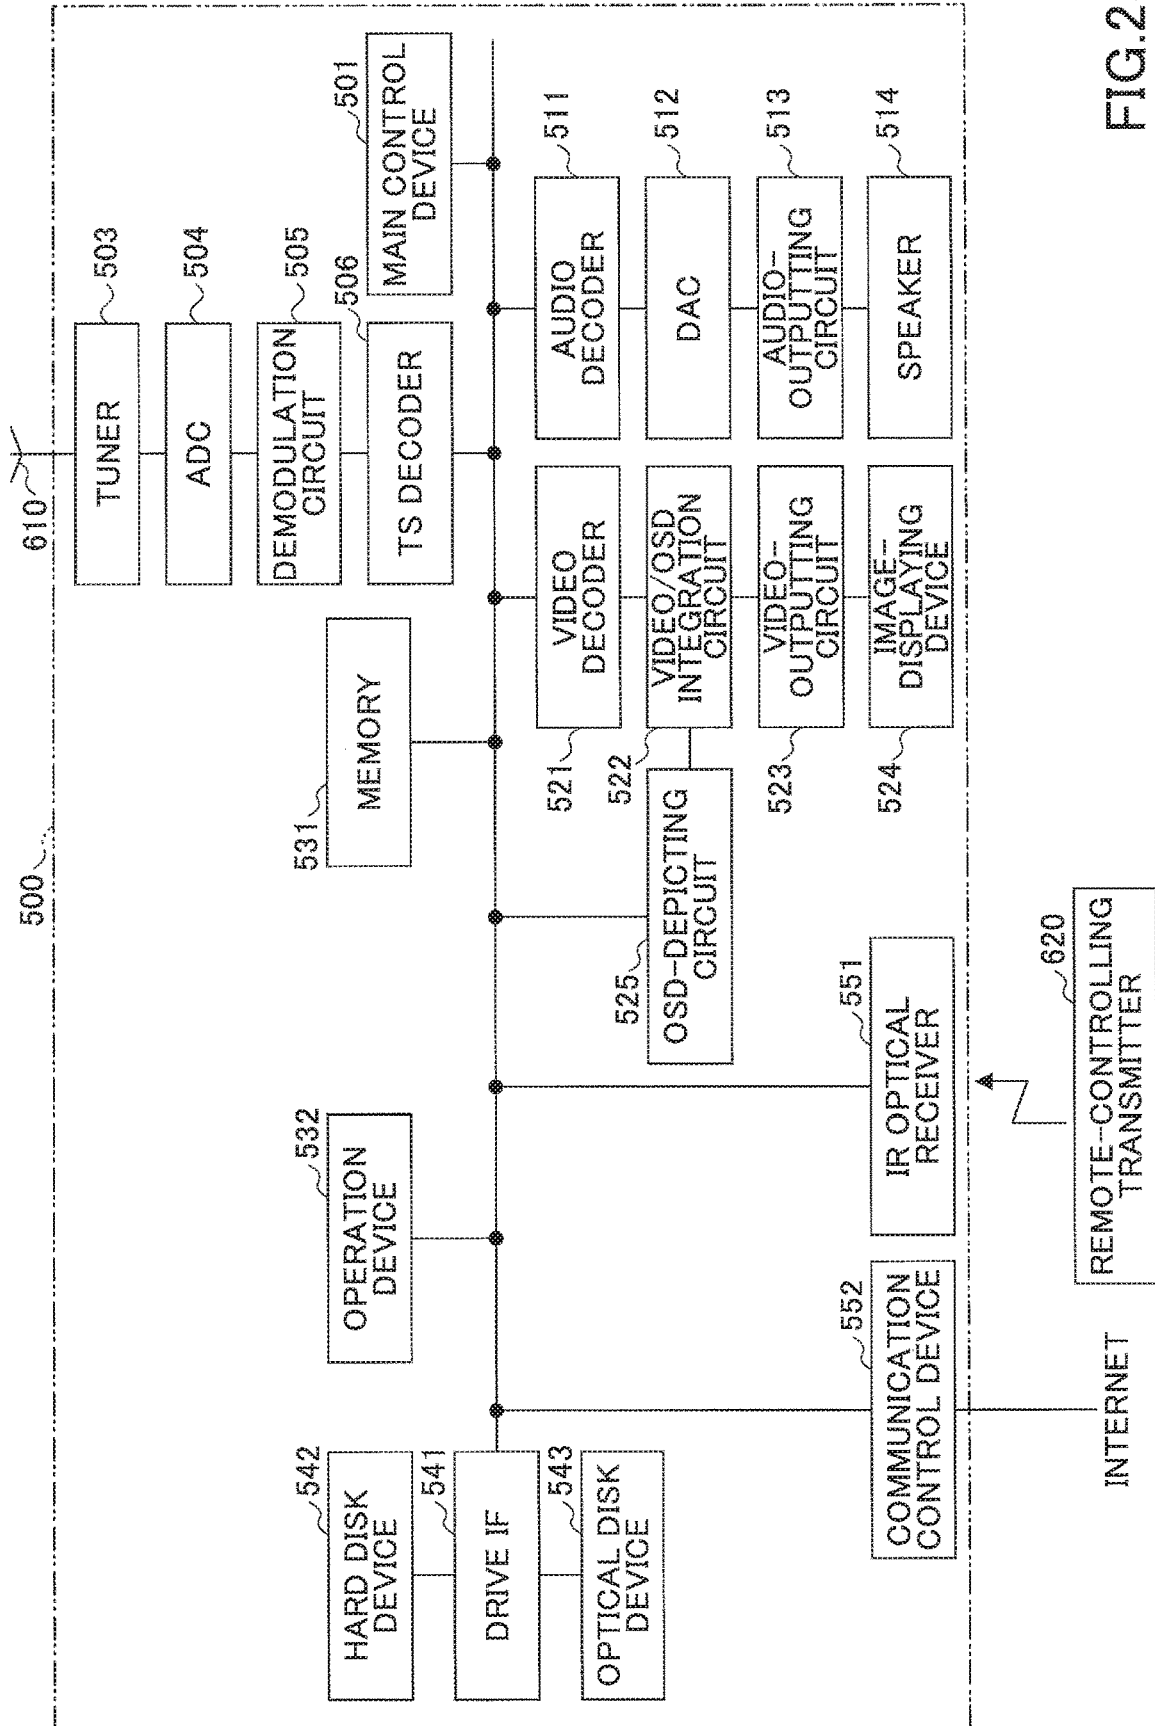 FIG.2
500
610
TUNER
503
ADC
504
DEMODULATION
CIRCUIT
505
TS DECODER
506
MAIN CONTROL
DEVICE
501
HARD DISK
DEVICE
542
DRIVE IF
541
OPTICAL DISK
DEVICE
543
OPERATION
DEVICE
532
MEMORY
531
VIDEO
DECODER
521
VIDEO/OSD
INTEGRATION
CIRCUIT
522
VIDEO-
OUTPUTTING
CIRCUIT
523
IMAGE-
DISPLAYING
DEVICE
524
AUDIO
DECODER
511
DAC
512
AUDIO-
OUTPUTTING
CIRCUIT
513
SPEAKER
514
OSD-DEPICTING
CIRCUIT
525
IR OPTICAL
RECEIVER
551
COMMUNICATION
CONTROL DEVICE
552
INTERNET
REMOTE-CONTROLLING
TRANSMITTER
620